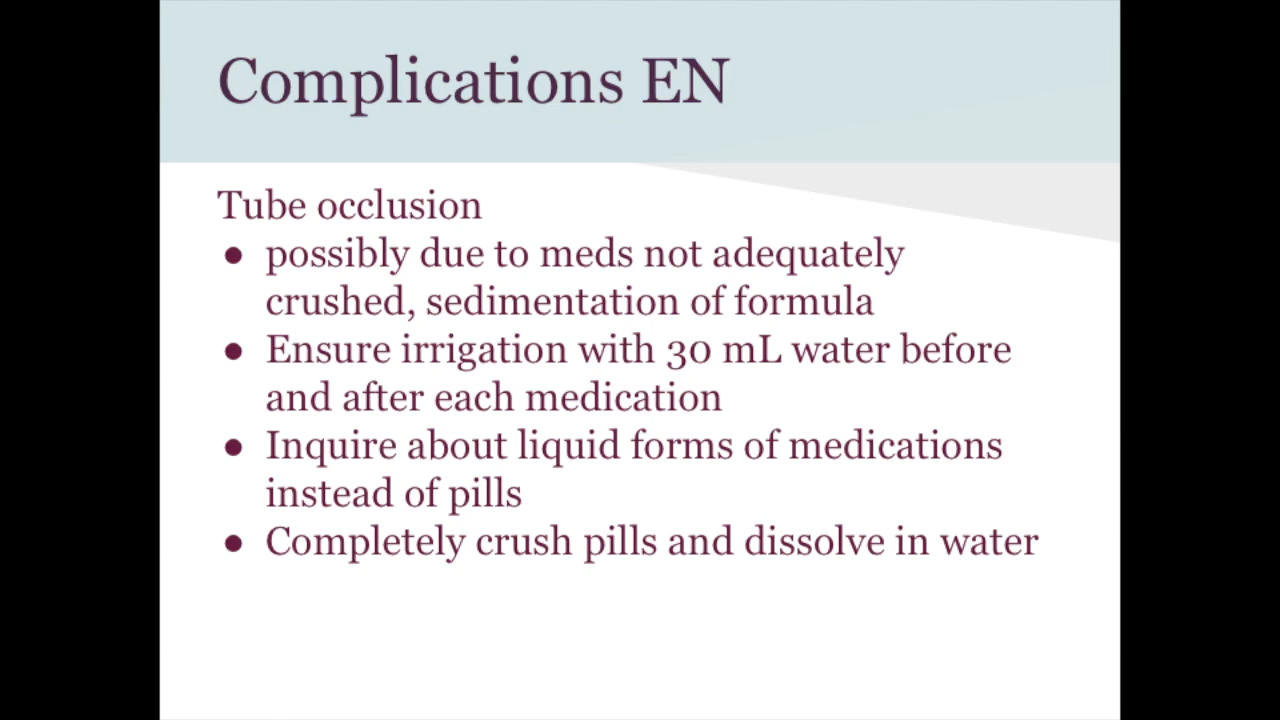 Complications EN
Tube occlusion
● possibly due to meds not adequately
crushed, sedimentation of formula
● Ensure irrigation with 30 mL water before
and after each medication
● Inquire about liquid forms of medications
instead of pills
● Completely crush pills and dissolve in water